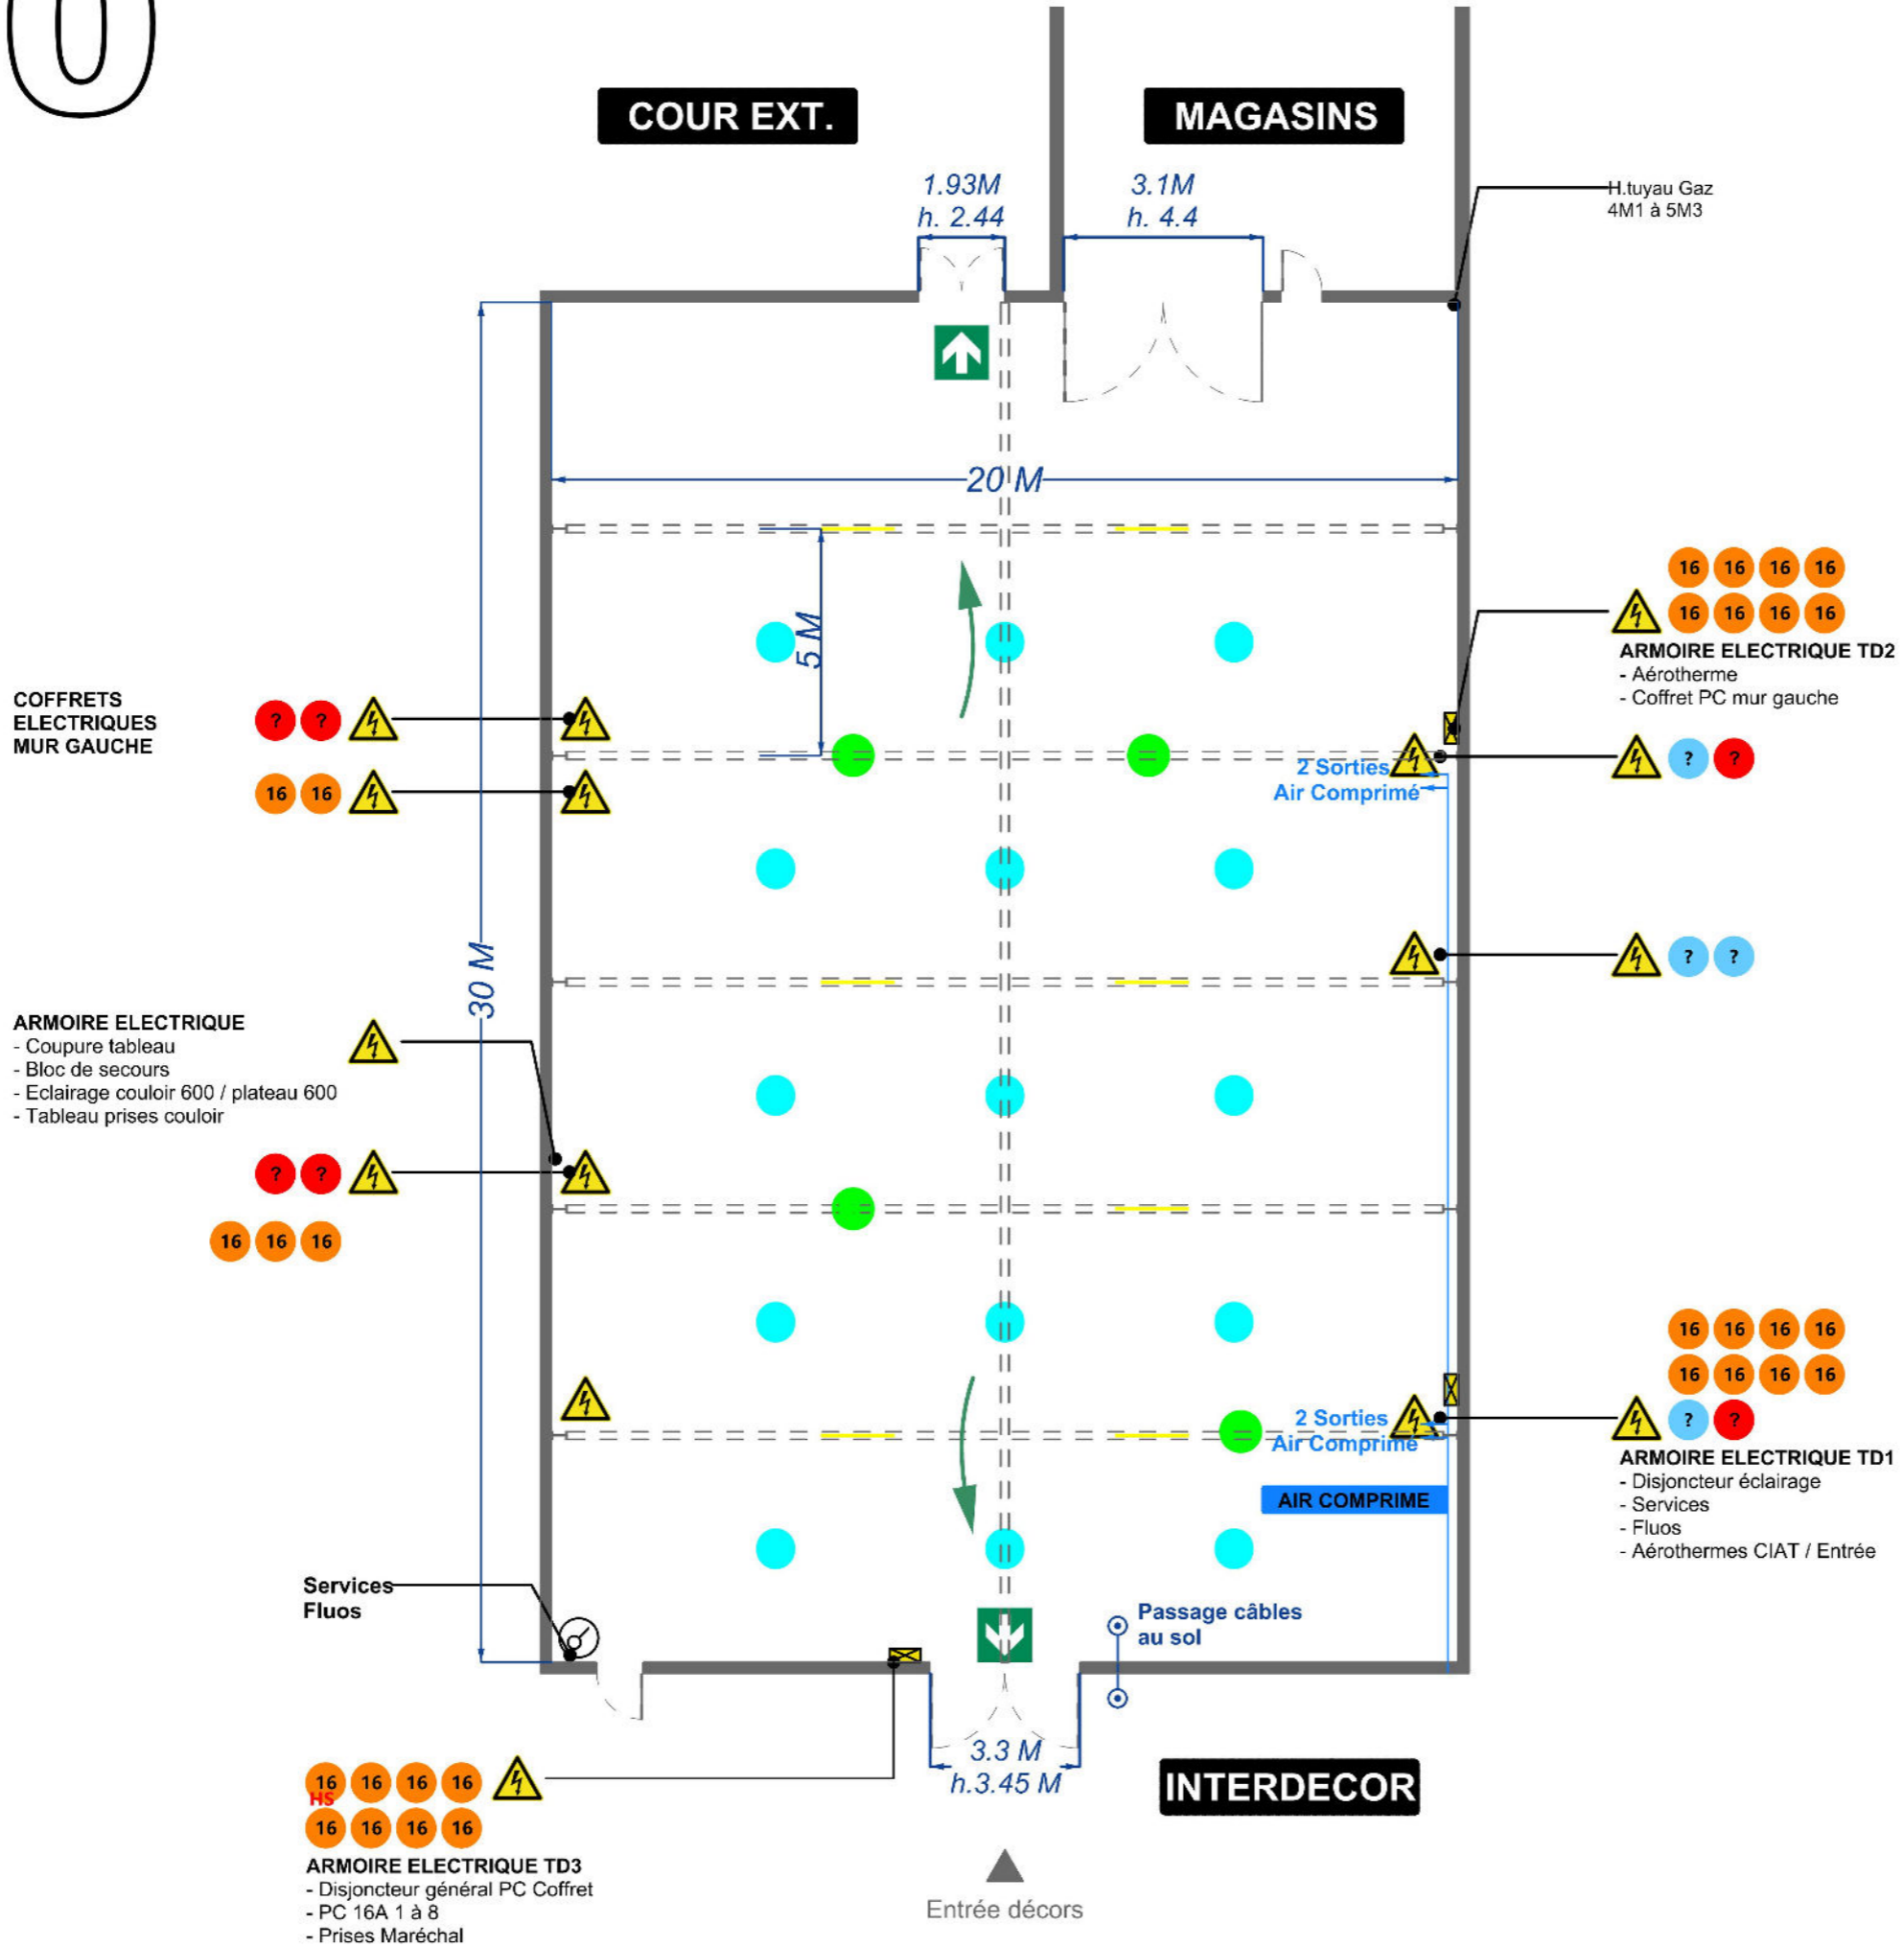 0
COUR EXT.
MAGASINS
1.93M
h. 2.44
3.1M
h. 4.4
H.tuyau Gaz
4M1 à 5M3
20 M
5 M
30 M
16 16 16 16
16 16 16 16
ARMOIRE ELECTRIQUE TD2
- Aérotherme
- Coffret PC mur gauche
COFFRETS
ELECTRIQUES
MUR GAUCHE
? ?
16 16
2 Sorties
Air Comprimé
? ?
? ?
ARMOIRE ELECTRIQUE
- Coupure tableau
- Bloc de secours
- Eclairage couloir 600 / plateau 600
- Tableau prises couloir
? ?
16 16 16
16 16 16 16
16 16 16 16
? ?
ARMOIRE ELECTRIQUE TD1
- Disjoncteur éclairage
- Services
- Fluos
- Aérothermes CIAT / Entrée
2 Sorties
Air Comprimé
AIR COMPRIME
Services
Fluos
Passage câbles
au sol
3.3 M
h.3.45 M
INTERDECOR
16 16 16 16
HS
16 16 16 16
ARMOIRE ELECTRIQUE TD3
- Disjoncteur général PC Coffret
- PC 16A 1 à 8
- Prises Maréchal
Entrée décors